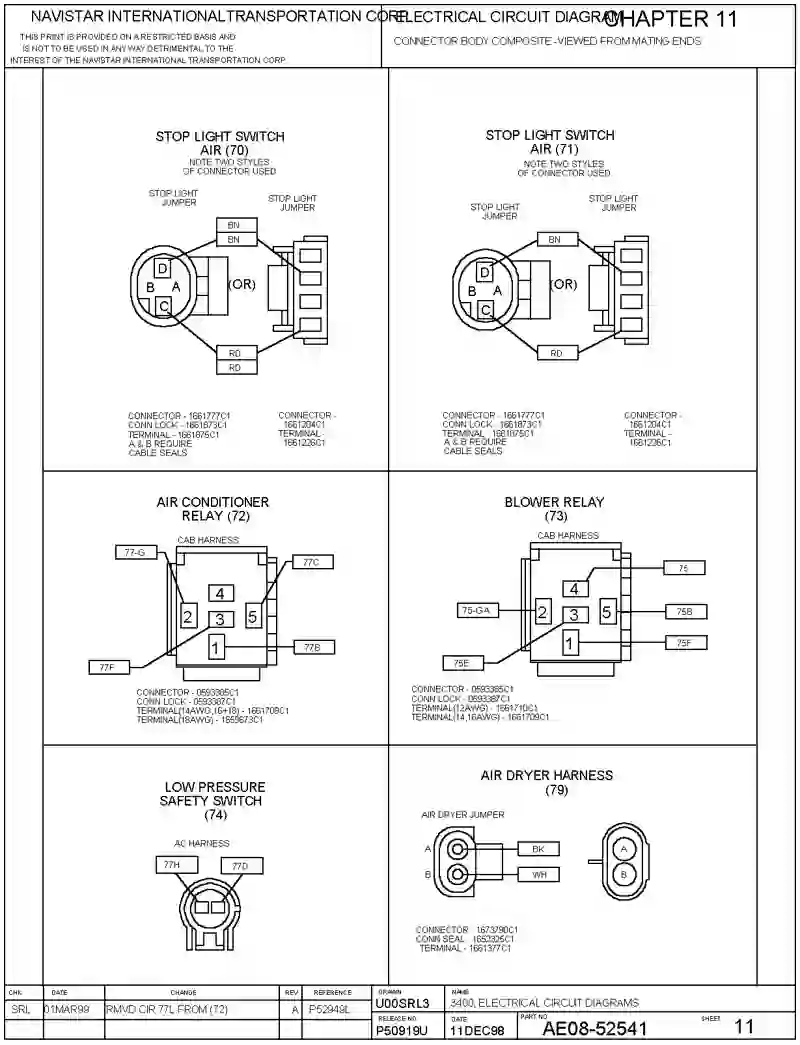 NAVISTAR INTERNATIONAL TRANSPORTATION CORP.
THIS PRINT IS PROVIDED ON A RESTRICTED BASIS AND
IS NOT TO BE USED IN ANY WAY DETRIMENTAL TO THE
INTEREST OF THE NAVISTAR INTERNATIONAL TRANSPORTATION CORP.
ELECTRICAL CIRCUIT DIAGRAM
CHAPTER 11
CONNECTOR BODY COMPOSITE - VIEWED FROM MATING ENDS
STOP LIGHT SWITCH
AIR (70)
NOTE TWO STYLES
OF CONNECTOR USED
STOP LIGHT
JUMPER
STOP LIGHT
JUMPER
BN
BN
D
B A
C
(OR)
RD
RD
CONNECTOR - 1661777C1
CONN LOCK - 1661873C1
TERMINAL - 1661875C1
A & B REQUIRE
CABLE SEALS
CONNECTOR -
1661204C1
TERMINAL -
1661226C1
STOP LIGHT SWITCH
AIR (71)
NOTE TWO STYLES
OF CONNECTOR USED
STOP LIGHT
JUMPER
STOP LIGHT
JUMPER
BN
D
B A
C
(OR)
RD
CONNECTOR - 1661777C1
CONN LOCK - 1661873C1
TERMINAL 1661875C1
A & B REQUIRE
CABLE SEALS
CONNECTOR -
1661204C1
TERMINAL -
1661226C1
AIR CONDITIONER
RELAY (72)
CAB HARNESS
77-G
77C
4
2 3 5
1
77B
77F
CONNECTOR - 0593385C1
CONN LOCK - 0593387C1
TERMINAL(14AWG,16+18) - 1661709C1
TERMINAL(18AWG) - 1659673C1
BLOWER RELAY
(73)
CAB HARNESS
75
4
75-GA
2 3 5
75B
1
75F
75E
CONNECTOR - 0593385C1
CONN LOCK - 0593387C1
TERMINAL(12AWG) - 1661710C1
TERMINAL(14,16AWG) - 1661709C1
LOW PRESSURE
SAFETY SWITCH
(74)
AC HARNESS
77H
77D
AIR DRYER HARNESS
(79)
AIR DRYER JUMPER
A
BK
B
WH
A
B
CONNECTOR 1673790C1
CONN SEAL 1652325C1
TERMINAL - 1661377C1
CHK
DATE
CHANGE
REV
REFERENCE
SRL
01MAR99
RMVD CIR 77L FROM (72)
A
P52949L
DRAWN
U00SRL3
NAME
3400, ELECTRICAL CIRCUIT DIAGRAMS
RELEASE NO.
P50919U
DATE
11DEC98
PART NO
AE08-52541
SHEET
11